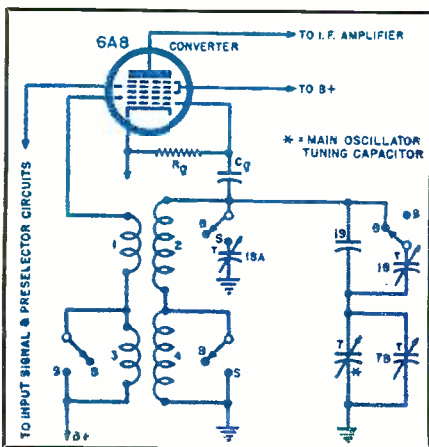 6A8
CONVERTER
TO I.F. AMPLIFIER
TO B+
* = MAIN OSCILLATOR
TUNING CAPACITOR
Rg
Cg
TO INPUT SIGNAL & PRESELECTOR CIRCUITS
1
2
B
S
T
18A
19
B
S
T
18
3
4
S
B
B
S
T
*
T
7B
B+